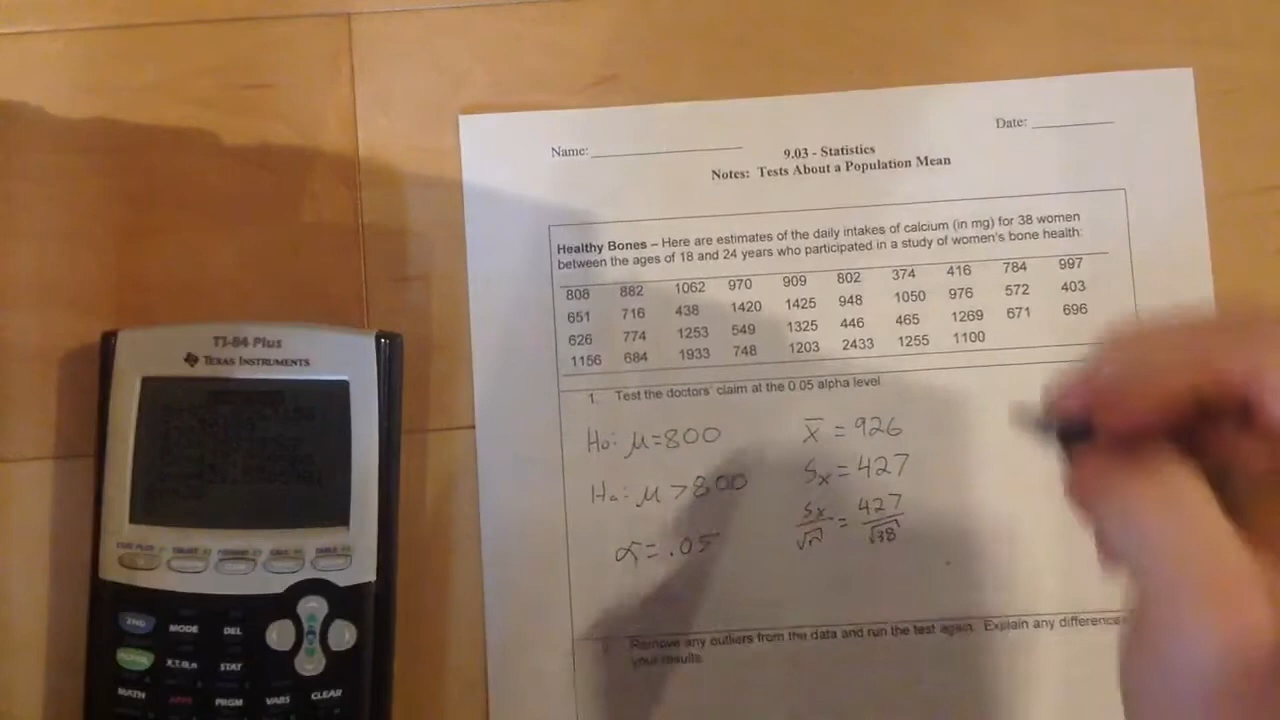 Name:
Date:
9.03 - Statistics
Notes: Tests About a Population Mean
Healthy Bones – Here are estimates of the daily intakes of calcium (in mg) for 38 women
between the ages of 18 and 24 years who participated in a study of women's bone health:
808 882 1062 970 909 802 374 416 784 997
651 716 438 1420 1425 948 1050 976 572 403
626 774 1253 549 1325 446 465 1269 671 696
1156 684 1933 748 1203 2433 1255 1100
1. Test the doctors' claim at the 0.05 alpha level
H₀: μ=800
Hₐ: μ>800
α=.05
x̄ = 926
Sₓ = 427
Sₓ/√n = 427/√38
Remove any outliers from the data and run the test again. Explain any difference
your results.
TI-84 Plus
TEXAS INSTRUMENTS
2ND MODE DEL
ALPHA X,T,θ,n STAT
MATH APPS PRGM VARS CLEAR